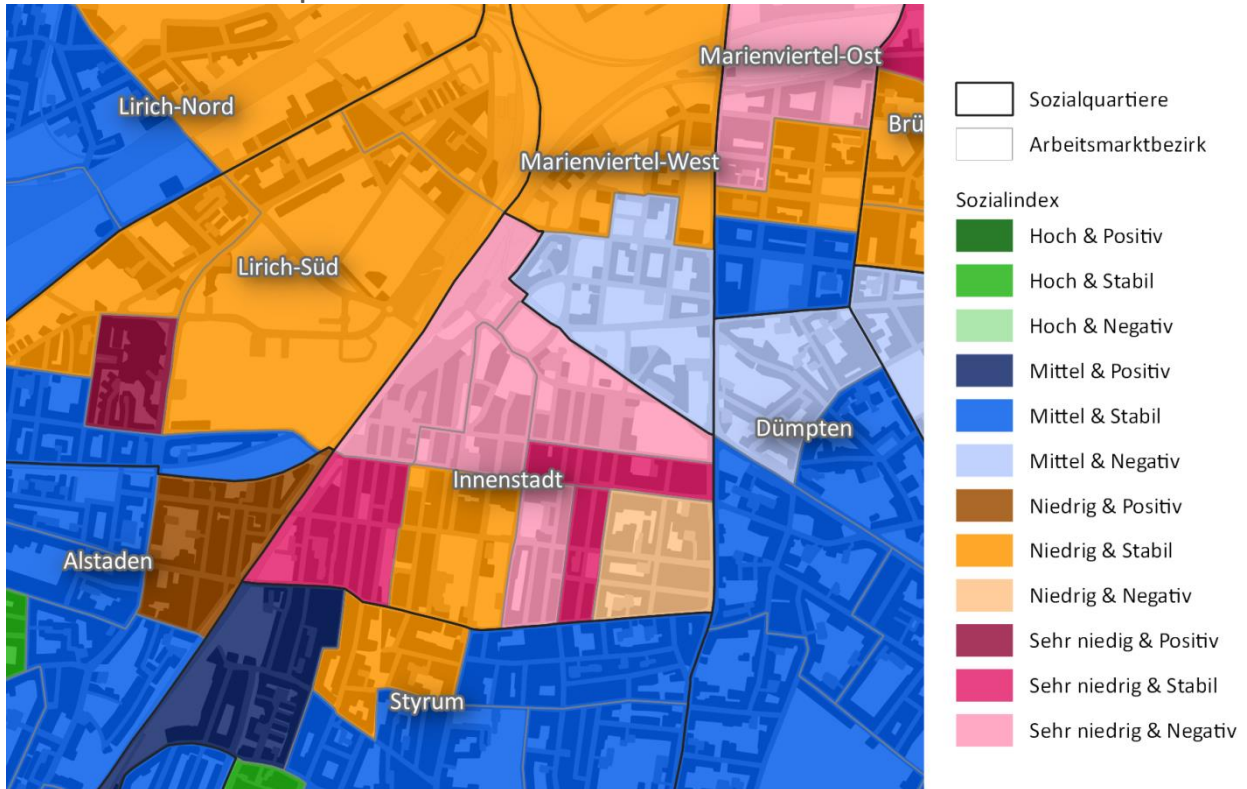 Marienviertel-Ost
Lirich-Nord
Brü
Marienviertel-West
Lirich-Süd
Dümpten
Innenstadt
Alstaden
Styrum
Sozialquartiere
Arbeitsmarktbezirk
Sozialindex
Hoch & Positiv
Hoch & Stabil
Hoch & Negativ
Mittel & Positiv
Mittel & Stabil
Mittel & Negativ
Niedrig & Positiv
Niedrig & Stabil
Niedrig & Negativ
Sehr niedig & Positiv
Sehr niedrig & Stabil
Sehr niedrig & Negativ